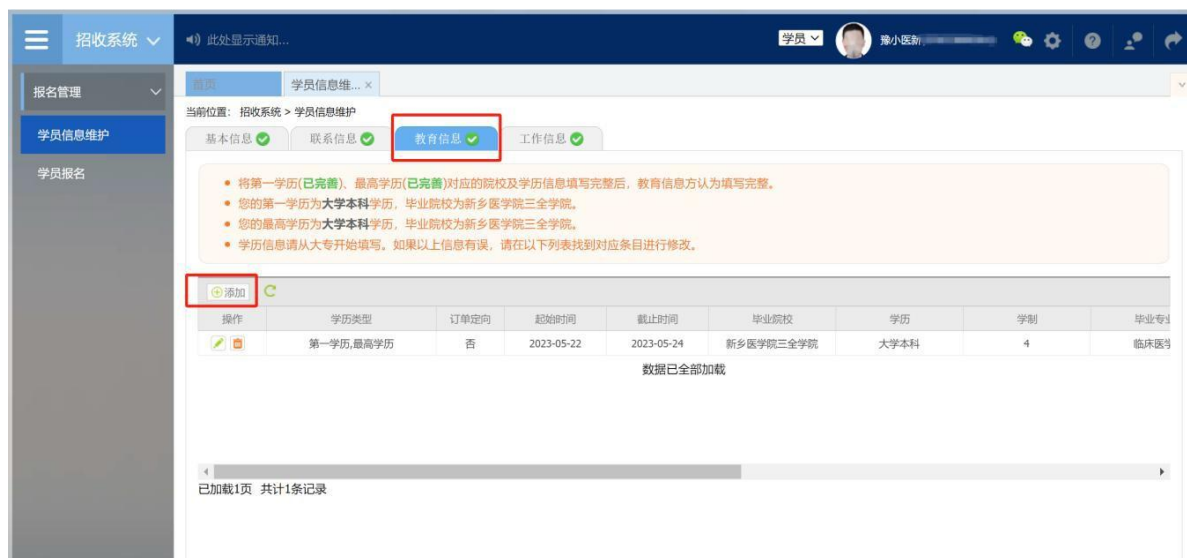 招收系统
此处显示通知...
学员
豫小医新
报名管理
首页
学员信息维... ×
当前位置： 招收系统 > 学员信息维护
学员信息维护
基本信息
联系信息
教育信息
工作信息
学员报名
将第一学历(已完善)、最高学历(已完善)对应的院校及学历信息填写完整后，教育信息方认为填写完整。
您的第一学历为大学本科学历，毕业院校为新乡医学院三全学院。
您的最高学历为大学本科学历，毕业院校为新乡医学院三全学院。
学历信息请从大专开始填写。如果以上信息有误，请在以下列表找到对应条目进行修改。
添加
操作 学历类型 订单定向 起始时间 截止时间 毕业院校 学历 学制 毕业专业
第一学历,最高学历 否 2023-05-22 2023-05-24 新乡医学院三全学院 大学本科 4 临床医学
数据已全部加载
已加载1页 共计1条记录